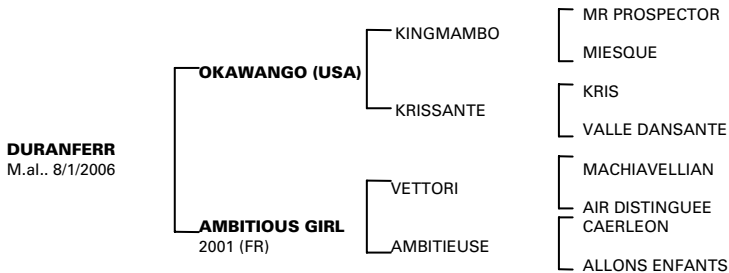 MR PROSPECTOR
KINGMAMBO
MIESQUE
OKAWANGO (USA)
KRIS
KRISSANTE
VALLE DANSANTE
DURANFERR
M.al.. 8/1/2006
MACHIAVELLIAN
VETTORI
AIR DISTINGUEE
AMBITIOUS GIRL
2001 (FR)
CAERLEON
AMBITIEUSE
ALLONS ENFANTS